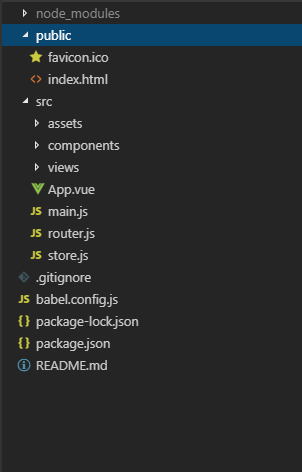 node_modules
public
favicon.ico
index.html
src
assets
components
views
App.vue
JS main.js
JS router.js
JS store.js
.gitignore
JS babel.config.js
{} package-lock.json
{} package.json
README.md